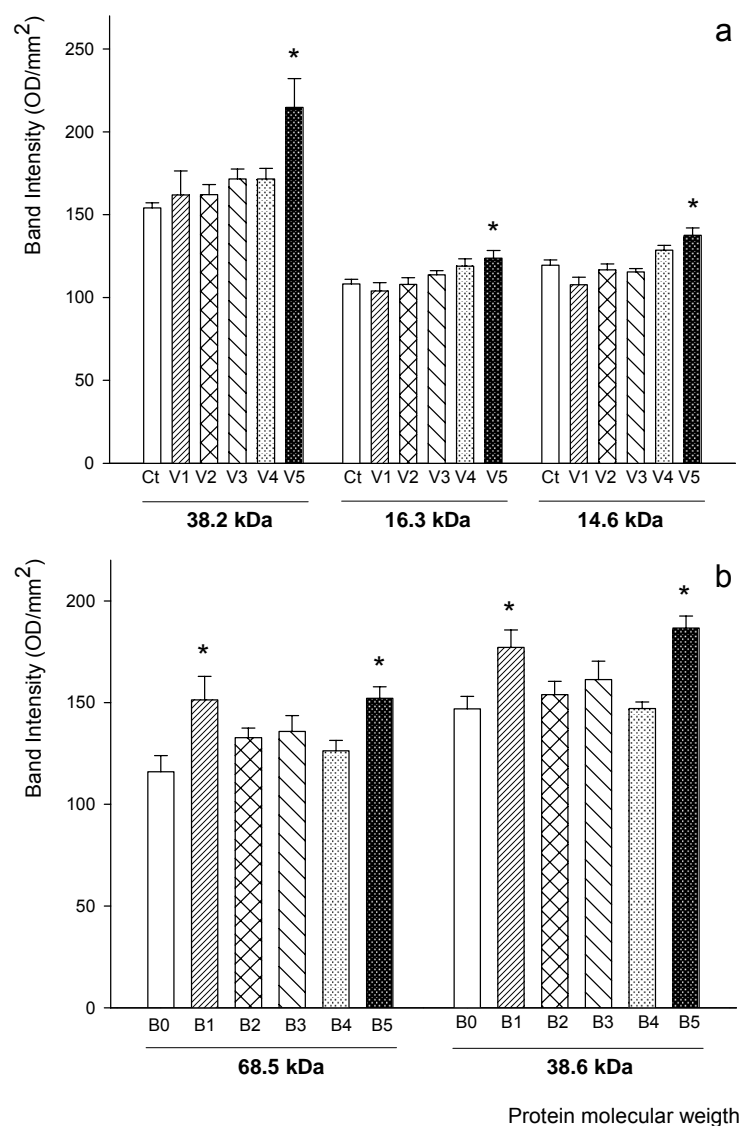 a
Band Intensity (OD/mm²)
250
*
200
150
*
*
100
50
0
Ct V1 V2 V3 V4 V5 Ct V1 V2 V3 V4 V5 Ct V1 V2 V3 V4 V5
38.2 kDa 16.3 kDa 14.6 kDa
b
Band Intensity (OD/mm²)
200
* * * *
150
100
50
0
B0 B1 B2 B3 B4 B5 B0 B1 B2 B3 B4 B5
68.5 kDa 38.6 kDa
Protein molecular weigth